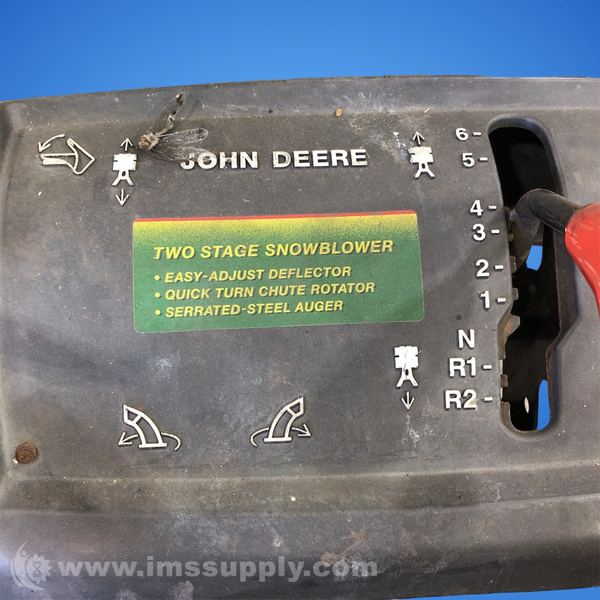 JOHN DEERE
TWO STAGE SNOWBLOWER
• EASY-ADJUST DEFLECTOR
• QUICK TURN CHUTE ROTATOR
• SERRATED-STEEL AUGER
6-
5-
4-
3-
2-
1-
N
R1-
R2-
www.imssupply.com